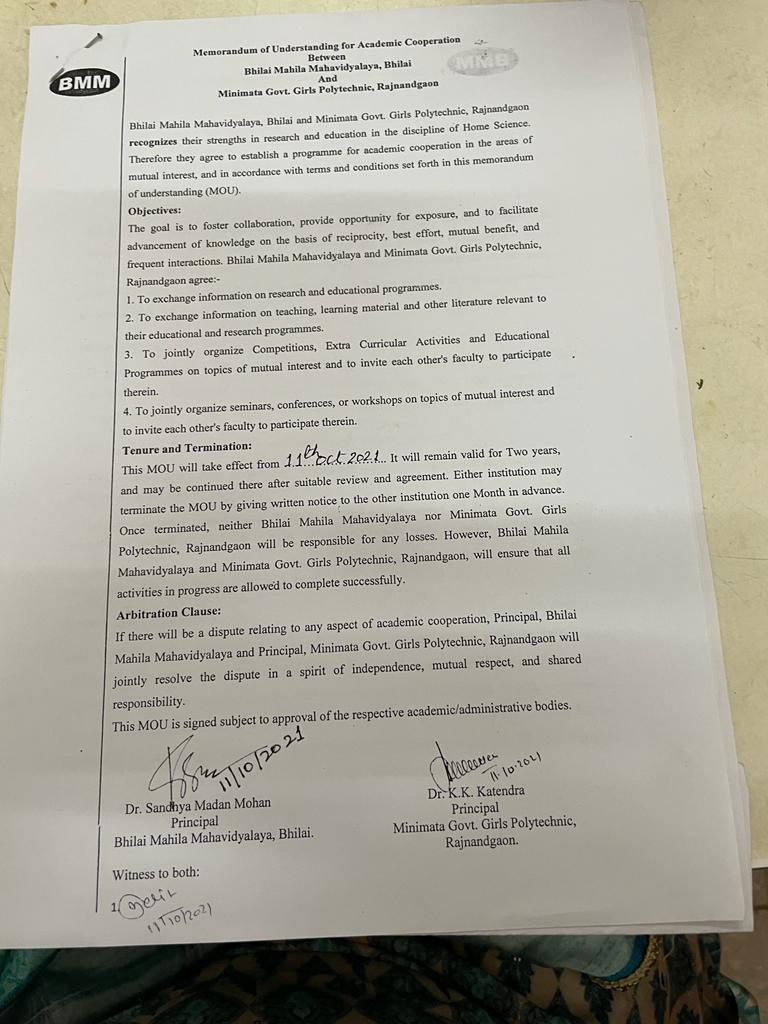 Memorandum of Understanding for Academic Cooperation
Between
Bhilai Mahila Mahavidyalaya, Bhilai
And
Minimata Govt. Girls Polytechnic, Rajnandgaon
BMM
Bhilai Mahila Mahavidyalaya, Bhilai and Minimata Govt. Girls Polytechnic, Rajnandgaon
recognizes their strengths in research and education in the discipline of Home Science.
Therefore they agree to establish a programme for academic cooperation in the areas of
mutual interest, and in accordance with terms and conditions set forth in this memorandum
of understanding (MOU).
Objectives:
The goal is to foster collaboration, provide opportunity for exposure, and to facilitate
advancement of knowledge on the basis of reciprocity, best effort, mutual benefit, and
frequent interactions. Bhilai Mahila Mahavidyalaya and Minimata Govt. Girls Polytechnic,
Rajnandgaon agree:-
1. To exchange information on research and educational programmes.
2. To exchange information on teaching, learning material and other literature relevant to
their educational and research programmes.
3. To jointly organize Competitions, Extra Curricular Activities and Educational
Programmes on topics of mutual interest and to invite each other's faculty to participate
therein.
4. To jointly organize seminars, conferences, or workshops on topics of mutual interest and
to invite each other's faculty to participate therein.
Tenure and Termination:
This MOU will take effect from 11th Oct 2021. It will remain valid for Two years,
and may be continued there after suitable review and agreement. Either institution may
terminate the MOU by giving written notice to the other institution one Month in advance.
Once terminated, neither Bhilai Mahila Mahavidyalaya nor Minimata Govt. Girls
Polytechnic, Rajnandgaon will be responsible for any losses. However, Bhilai Mahila
Mahavidyalaya and Minimata Govt. Girls Polytechnic, Rajnandgaon, will ensure that all
activities in progress are allowed to complete successfully.
Arbitration Clause:
If there will be a dispute relating to any aspect of academic cooperation, Principal, Bhilai
Mahila Mahavidyalaya and Principal, Minimata Govt. Girls Polytechnic, Rajnandgaon will
jointly resolve the dispute in a spirit of independence, mutual respect, and shared
responsibility.
This MOU is signed subject to approval of the respective academic/administrative bodies.
11/10/2021
Dr. Sandhya Madan Mohan
Principal
Bhilai Mahila Mahavidyalaya, Bhilai.
11.10.2021
Dr. K.K. Katendra
Principal
Minimata Govt. Girls Polytechnic,
Rajnandgaon.
Witness to both:
1.
11/10/2021